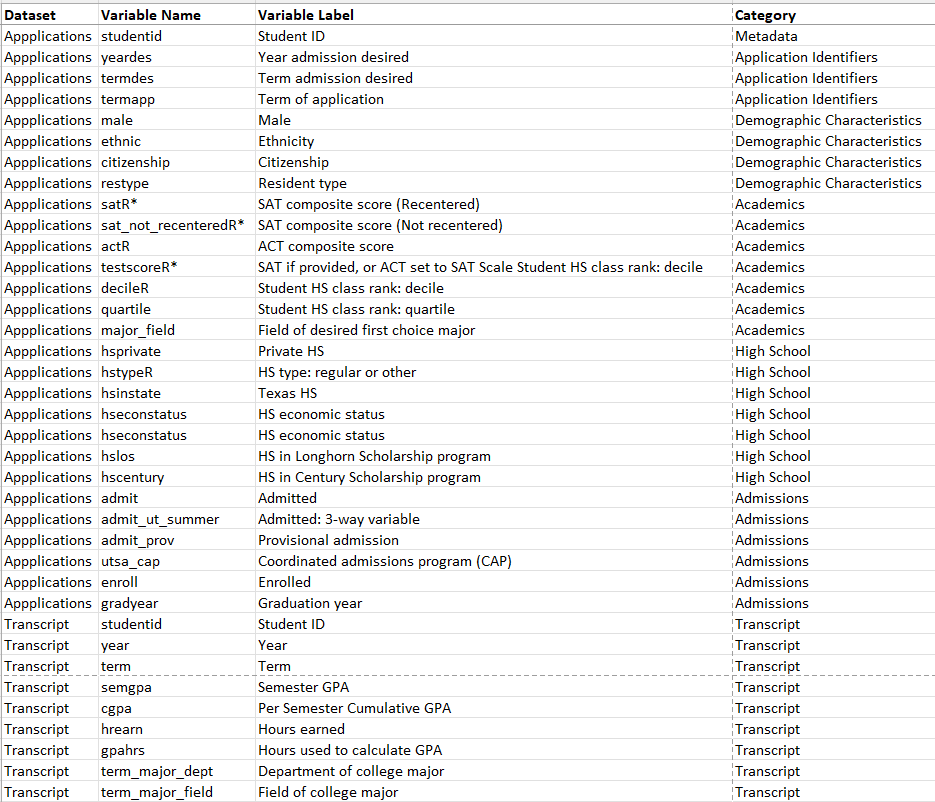 Dataset Variable Name Variable Label Category
Appplications studentid Student ID Metadata
Appplications yeardes Year admission desired Application Identifiers
Appplications termdes Term admission desired Application Identifiers
Appplications termapp Term of application Application Identifiers
Appplications male Male Demographic Characteristics
Appplications ethnic Ethnicity Demographic Characteristics
Appplications citizenship Citizenship Demographic Characteristics
Appplications restype Resident type Demographic Characteristics
Appplications satR* SAT composite score (Recentered) Academics
Appplications sat_not_recenteredR* SAT composite score (Not recentered) Academics
Appplications actR ACT composite score Academics
Appplications testscoreR* SAT if provided, or ACT set to SAT Scale Student HS class rank: decile Academics
Appplications decileR Student HS class rank: decile Academics
Appplications quartile Student HS class rank: quartile Academics
Appplications major_field Field of desired first choice major Academics
Appplications hsprivate Private HS High School
Appplications hstypeR HS type: regular or other High School
Appplications hsinstate Texas HS High School
Appplications hseconstatus HS economic status High School
Appplications hseconstatus HS economic status High School
Appplications hslos HS in Longhorn Scholarship program High School
Appplications hscentury HS in Century Scholarship program High School
Appplications admit Admitted Admissions
Appplications admit_ut_summer Admitted: 3-way variable Admissions
Appplications admit_prov Provisional admission Admissions
Appplications utsa_cap Coordinated admissions program (CAP) Admissions
Appplications enroll Enrolled Admissions
Appplications gradyear Graduation year Admissions
Transcript studentid Student ID Transcript
Transcript year Year Transcript
Transcript term Term Transcript
Transcript semgpa Semester GPA Transcript
Transcript cgpa Per Semester Cumulative GPA Transcript
Transcript hrearn Hours earned Transcript
Transcript gpahrs Hours used to calculate GPA Transcript
Transcript term_major_dept Department of college major Transcript
Transcript term_major_field Field of college major Transcript